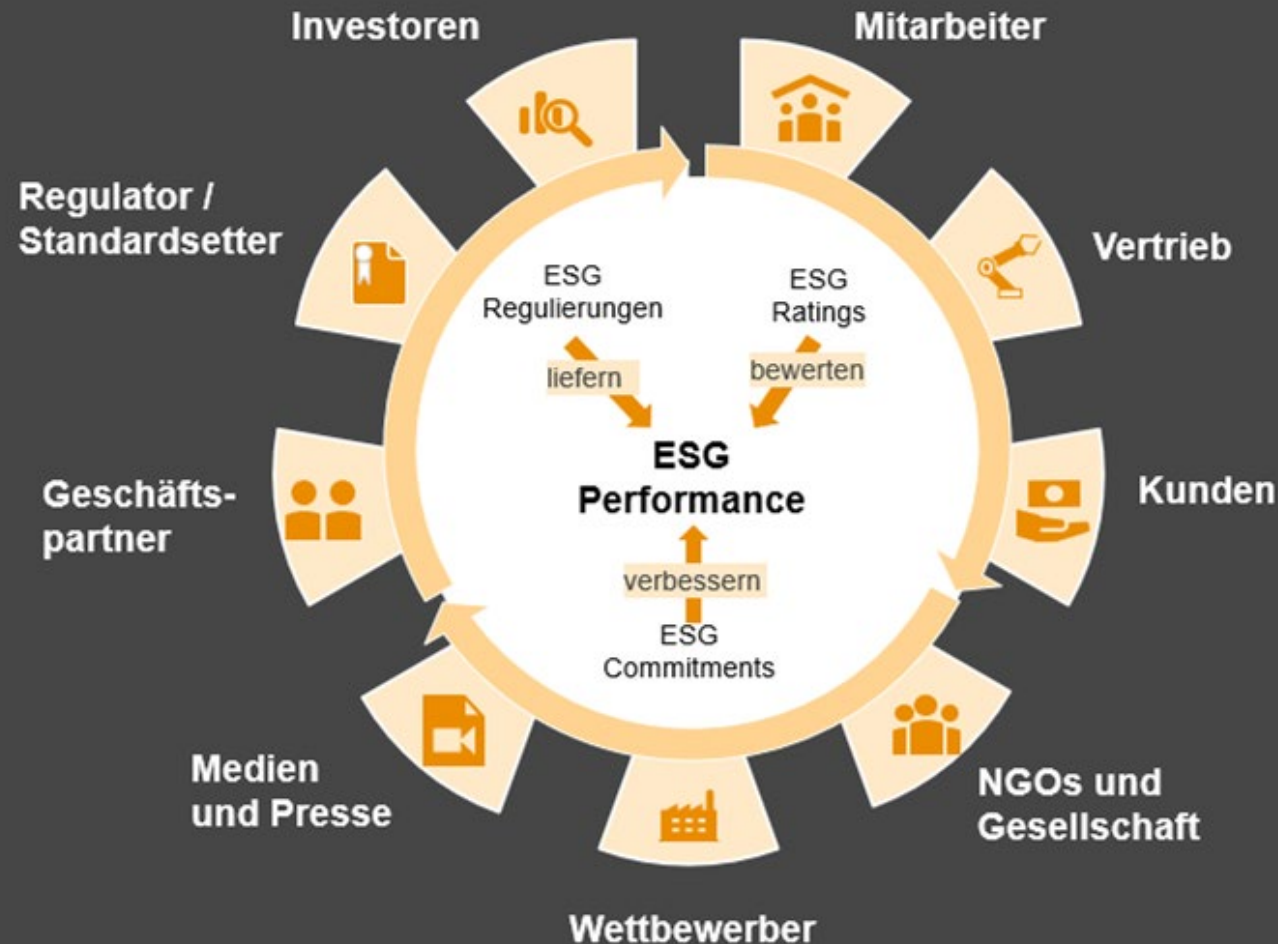 Investoren
Mitarbeiter
Regulator /
Standardsetter
Vertrieb
ESG
Regulierungen
ESG
Ratings
liefern
bewerten
ESG
Performance
Geschäfts-
partner
Kunden
verbessern
ESG
Commitments
Medien
und Presse
NGOs und
Gesellschaft
Wettbewerber